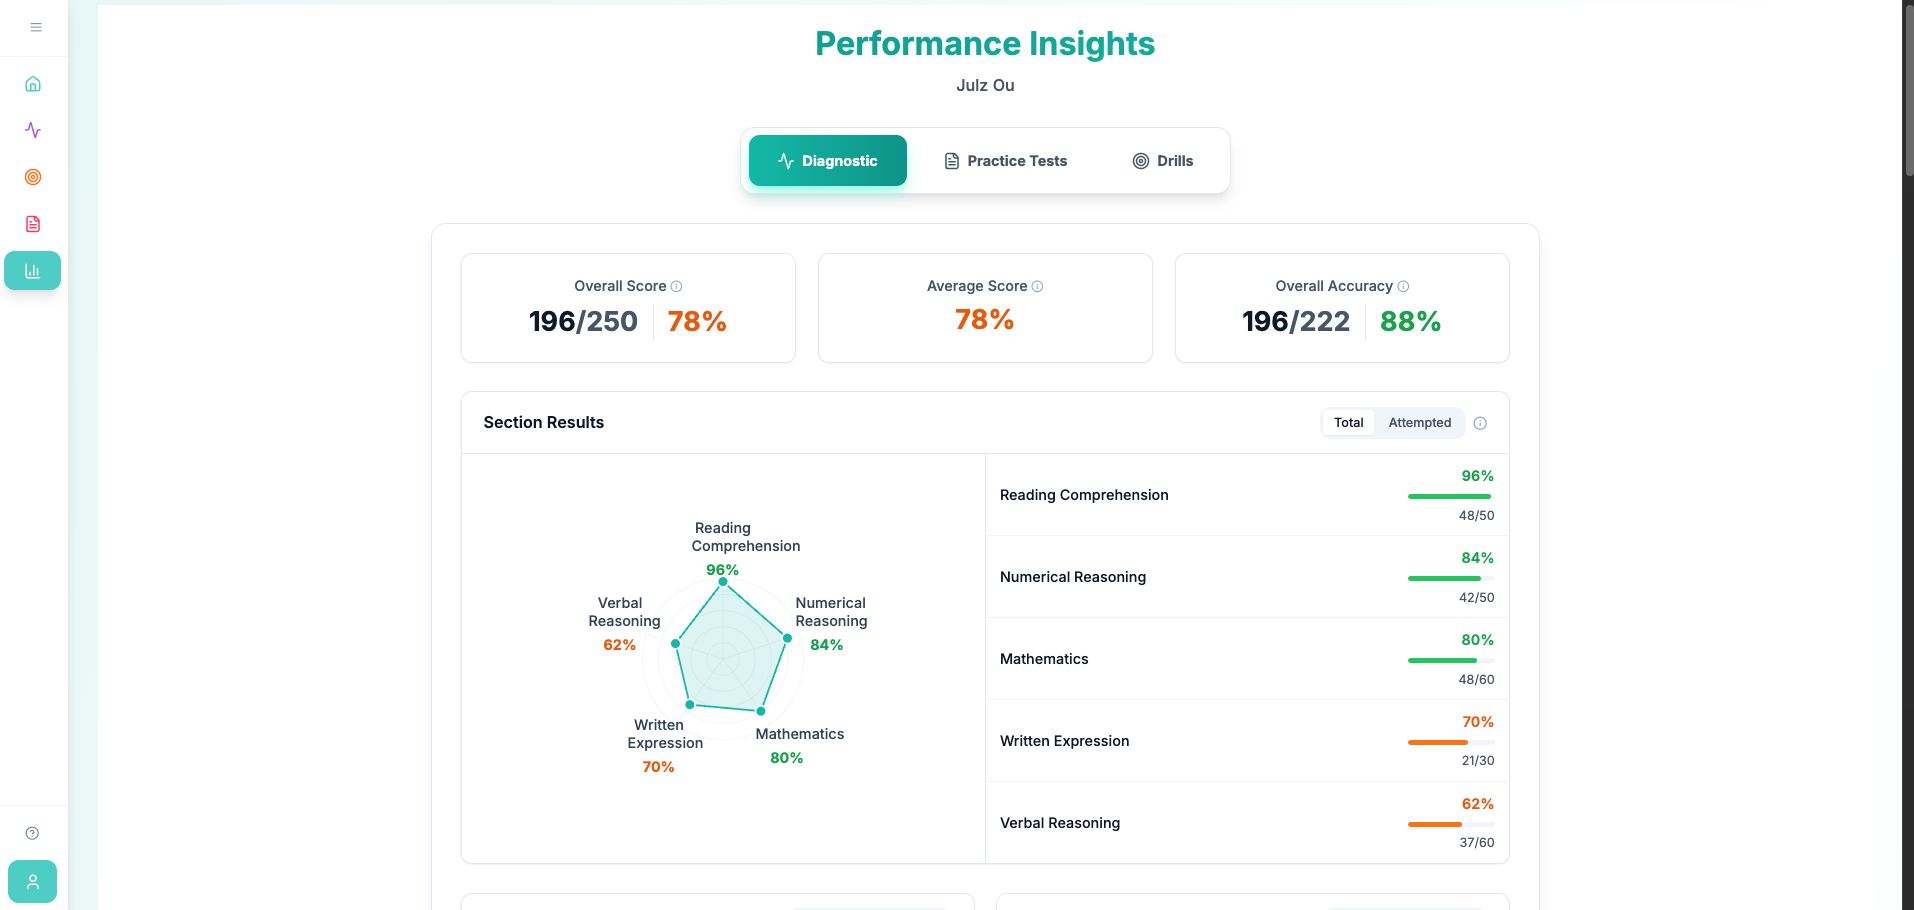 Performance Insights
Julz Ou
Diagnostic
Practice Tests
Drills
Overall Score
196/250
78%
Average Score
78%
Overall Accuracy
196/222
88%
Section Results
Total
Attempted
Reading
Comprehension
96%
Numerical
Reasoning
84%
Mathematics
80%
Written
Expression
70%
Verbal
Reasoning
62%
Reading Comprehension
96%
48/50
Numerical Reasoning
84%
42/50
Mathematics
80%
48/60
Written Expression
70%
21/30
Verbal Reasoning
62%
37/60